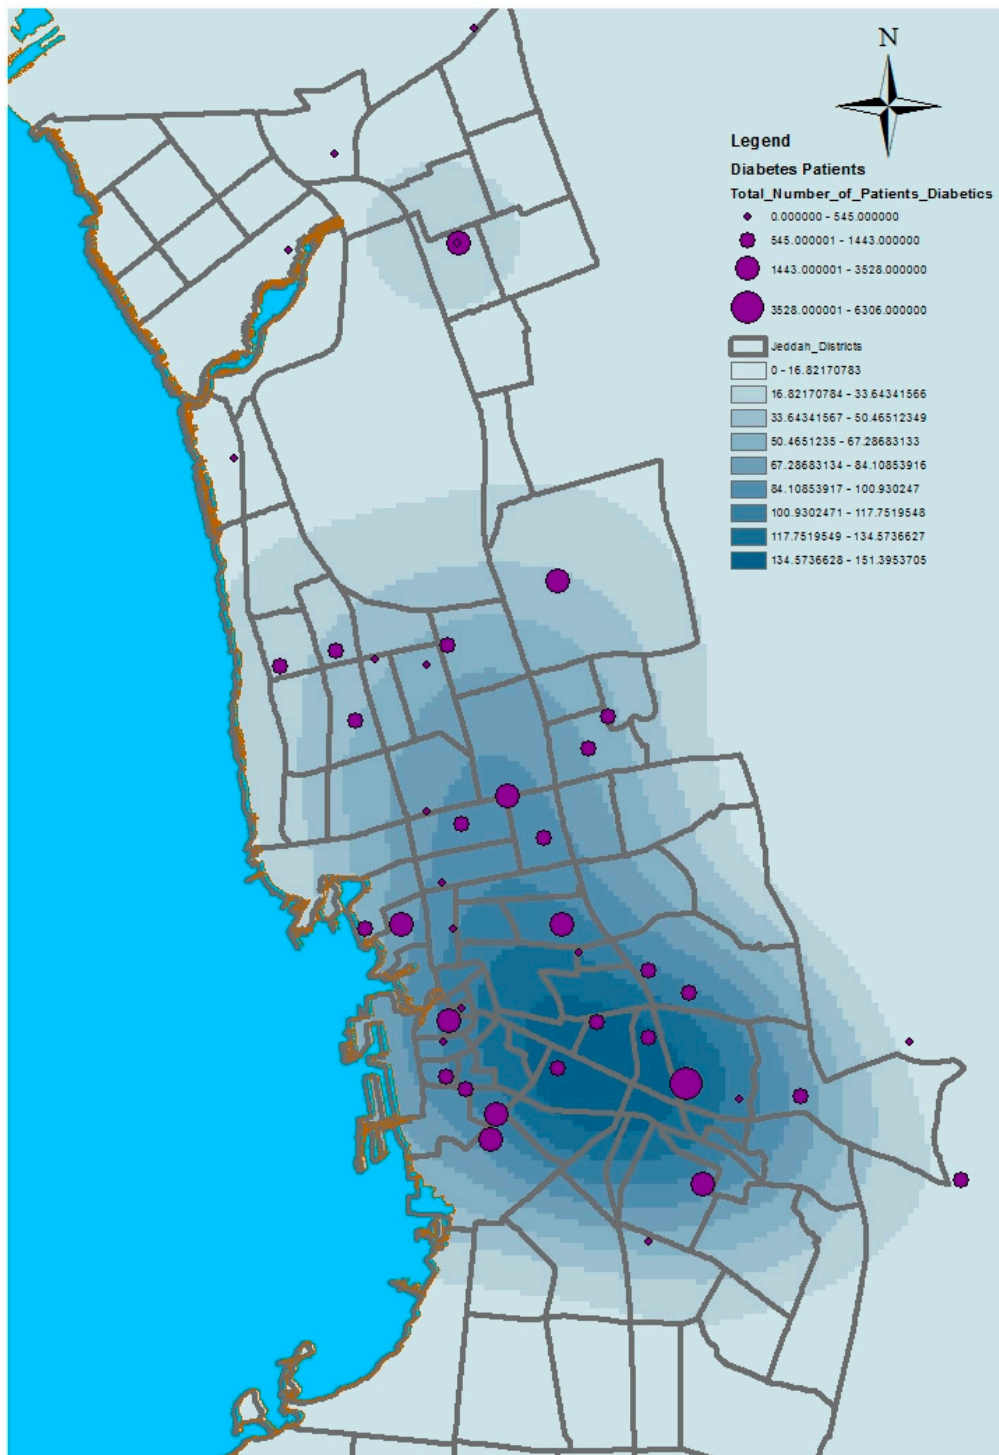 N
Legend
Diabetes Patients
Total_Number_of_Patients_Diabetics
0.000000 - 545.000000
545.000001 - 1443.000000
1443.000001 - 3528.000000
3528.000001 - 6306.000000
Jeddah_Districts
0 - 16.82170783
16.82170784 - 33.64341566
33.64341567 - 50.46512349
50.4651235 - 67.28683133
67.28683134 - 84.10853916
84.10853917 - 100.930247
100.9302471 - 117.7519548
117.7519549 - 134.5736627
134.5736628 - 151.3953705